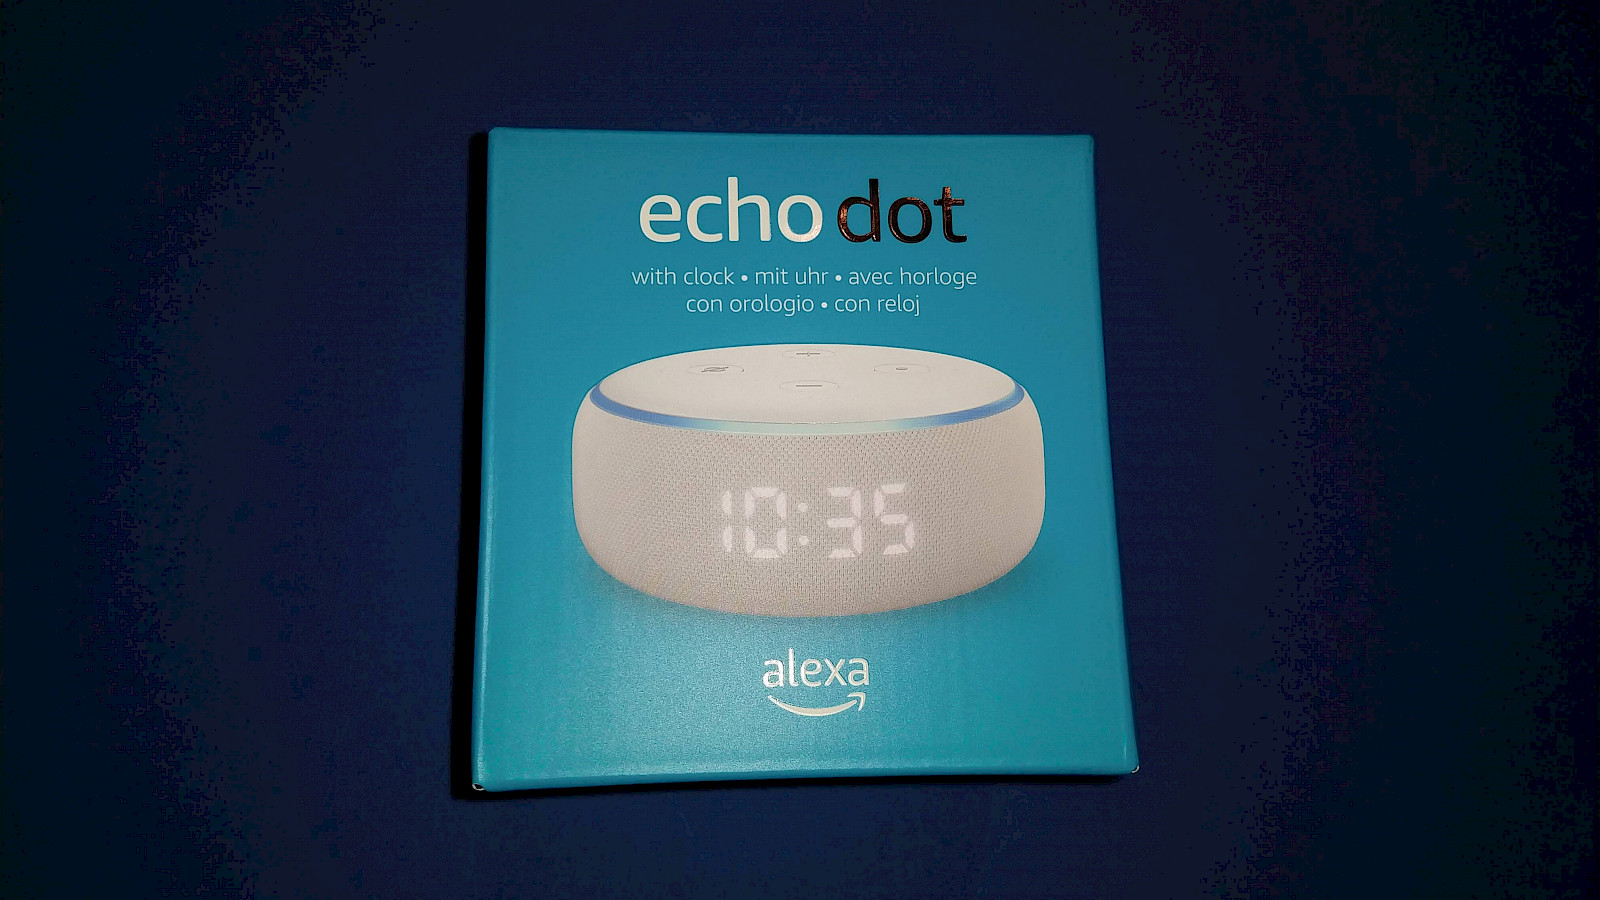 echo dot
with clock • mit uhr • avec horloge
con orologio • con reloj
10:35
alexa